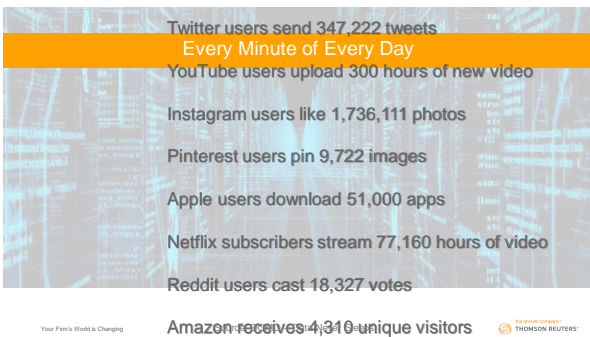 Twitter users send 347,222 tweets
Every Minute of Every Day
YouTube users upload 300 hours of new video
Instagram users like 1,736,111 photos
Pinterest users pin 9,722 images
Apple users download 51,000 apps
Netflix subscribers stream 77,160 hours of video
Reddit users cast 18,327 votes
Amazon receives 4,310 unique visitors
Your Firm's World is Changing
the answer company™
THOMSON REUTERS®